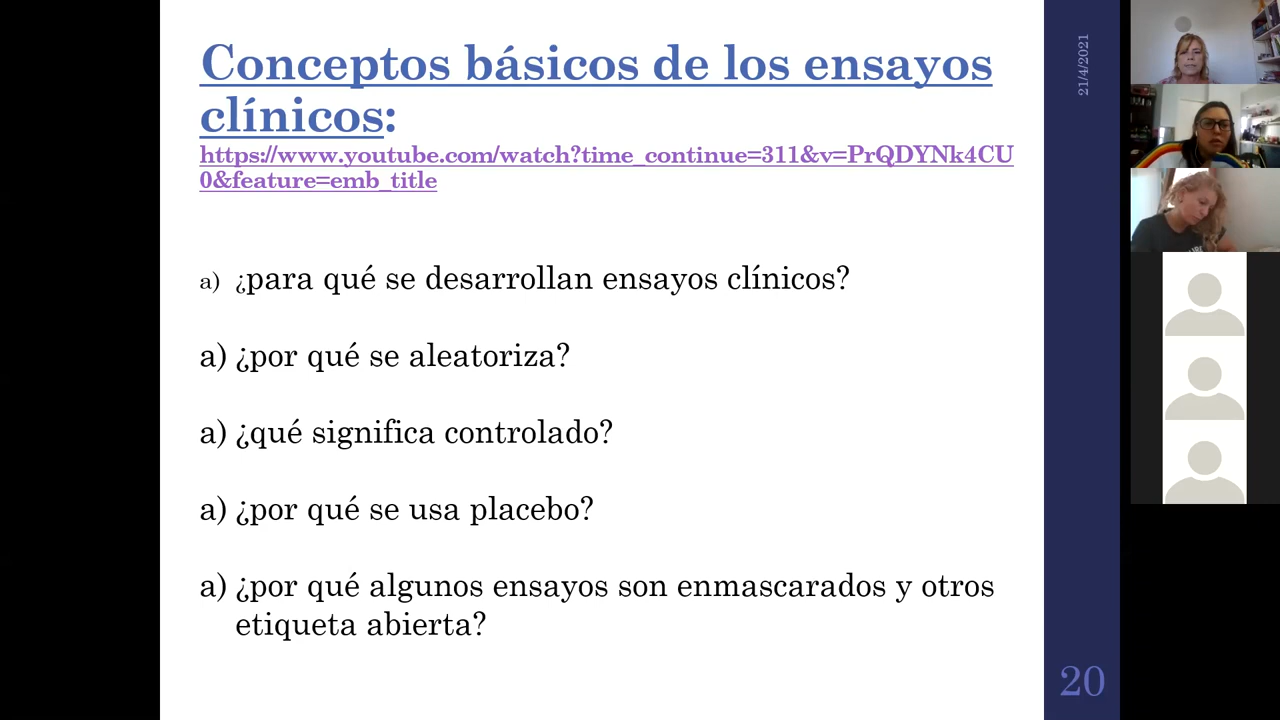 Conceptos básicos de los ensayos
clínicos:
https://www.youtube.com/watch?time_continue=311&v=PrQDYNk4CU
0&feature=emb_title
a) ¿para qué se desarrollan ensayos clínicos?
a) ¿por qué se aleatoriza?
a) ¿qué significa controlado?
a) ¿por qué se usa placebo?
a) ¿por qué algunos ensayos son enmascarados y otros
etiqueta abierta?
21/4/2021
20